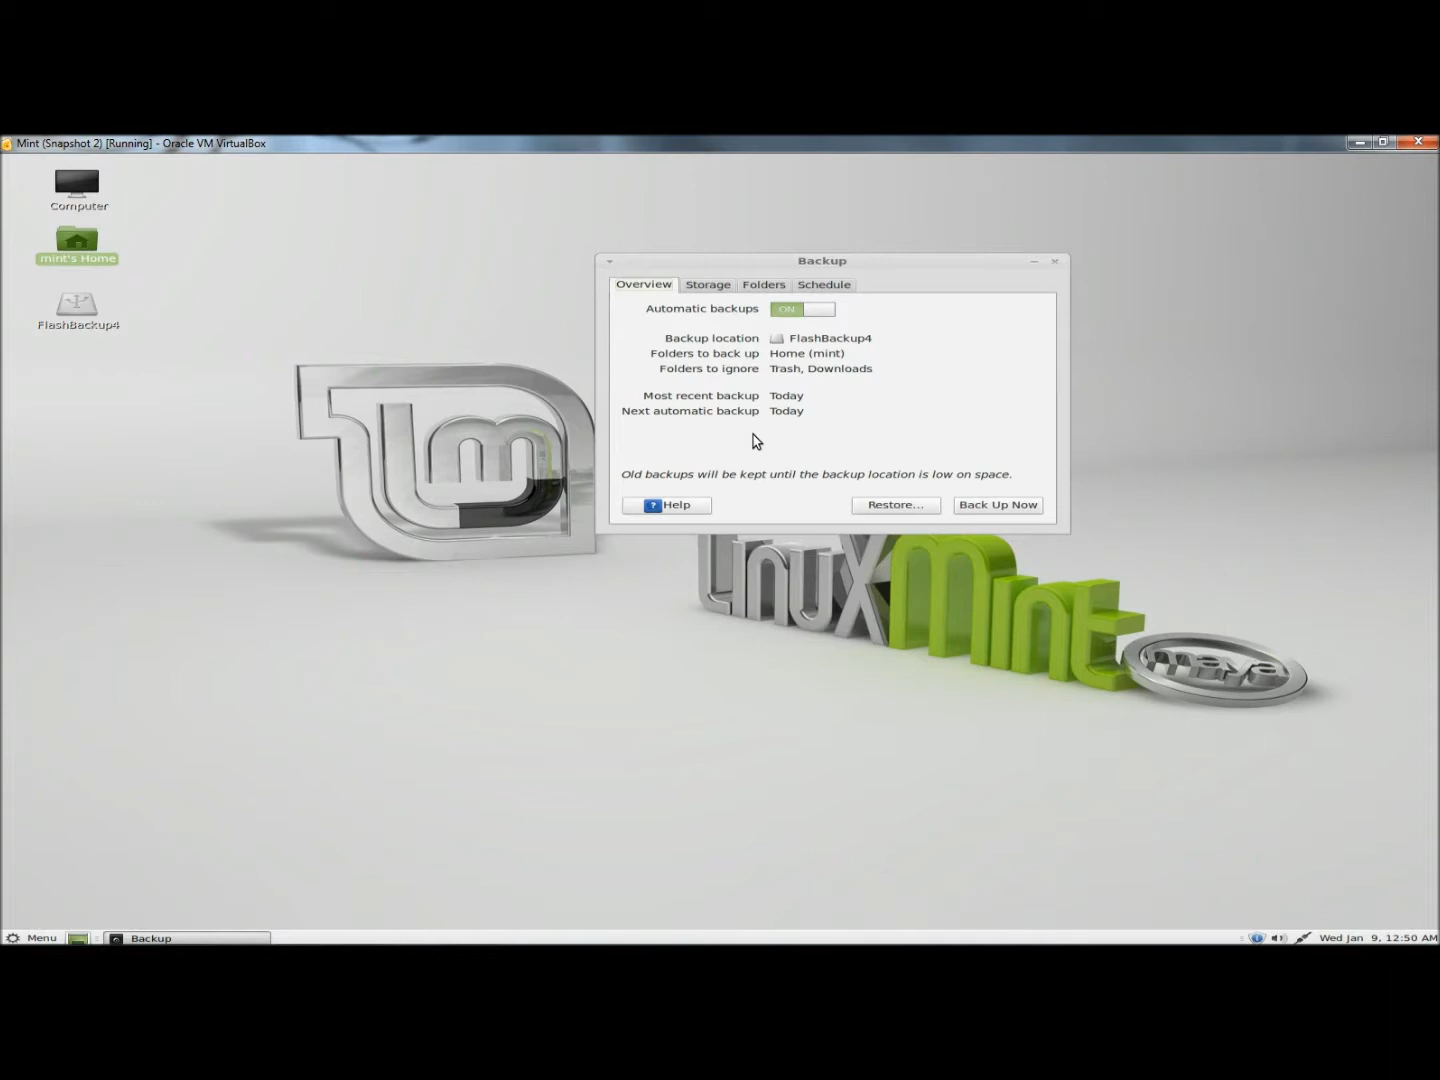 Mint (Snapshot 2) [Running] - Oracle VM VirtualBox
Computer
mint's Home
FlashBackup4
Backup
Overview Storage Folders Schedule
Automatic backups ON
Backup location FlashBackup4
Folders to back up Home (mint)
Folders to ignore Trash, Downloads
Most recent backup Today
Next automatic backup Today
Old backups will be kept until the backup location is low on space.
? Help Restore... Back Up Now
lm
LinuxMint
maya
Menu Backup Wed Jan 9, 12:50 AM